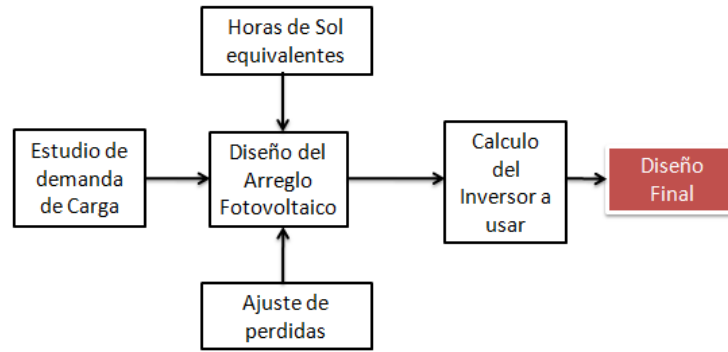 Horas de Sol
equivalentes
Estudio de
demanda
de Carga
Diseño del
Arreglo
Fotovoltaico
Calculo
del
Inversor a
usar
Diseño
Final
Ajuste de
perdidas